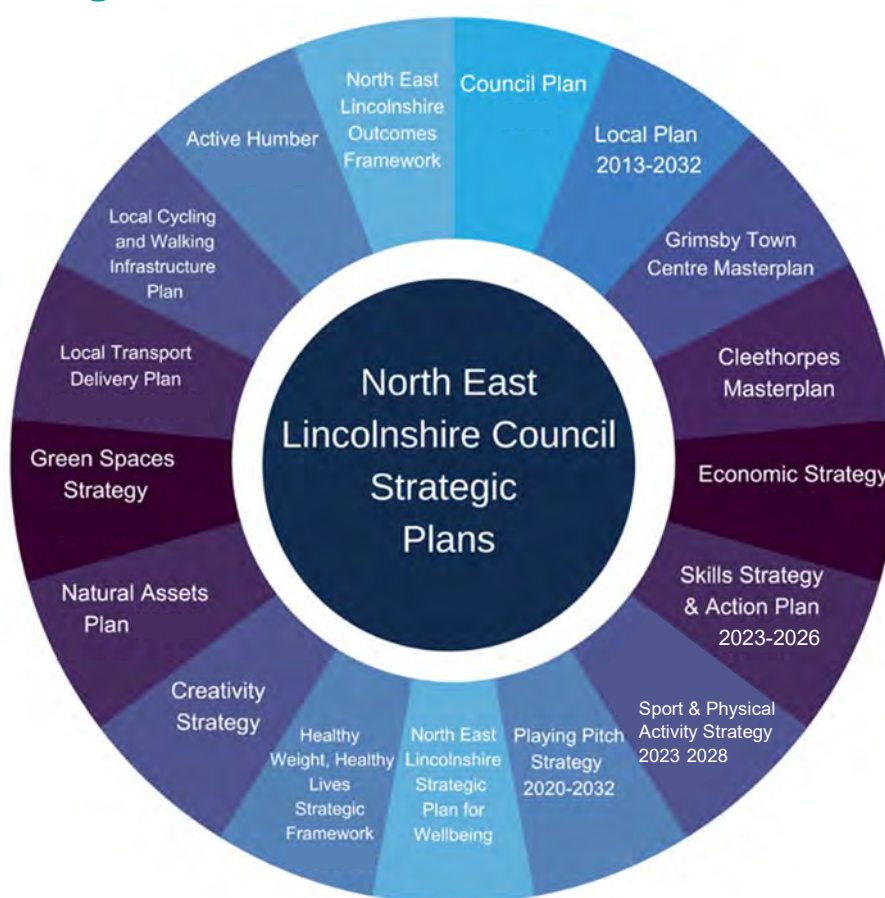 North East
Lincolnshire Council
Strategic
Plans
Council Plan
Local Plan
2013-2032
Grimsby Town
Centre Masterplan
Cleethorpes
Masterplan
Economic Strategy
Skills Strategy
& Action Plan
2023-2026
Sport & Physical
Activity Strategy
2023 2028
Playing Pitch
Strategy
2020-2032
North East
Lincolnshire
Strategic
Plan for
Wellbeing
Healthy
Weight, Healthy
Lives
Strategic
Framework
Creativity
Strategy
Natural Assets
Plan
Green Spaces
Strategy
Local Transport
Delivery Plan
Local Cycling
and Walking
Infrastructure
Plan
Active Humber
North East
Lincolnshire
Outcomes
Framework